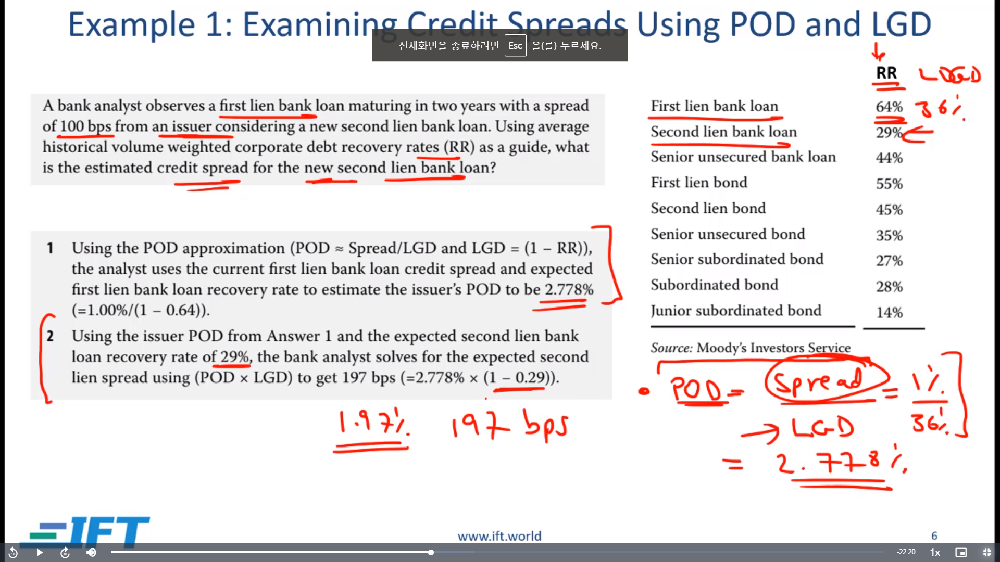 Example 1: Examining Credit Spreads Using POD and LGD
전체화면을 종료하려면 Esc 을(를) 누르세요.
A bank analyst observes a first lien bank loan maturing in two years with a spread
of 100 bps from an issuer considering a new second lien bank loan. Using average
historical volume weighted corporate debt recovery rates (RR) as a guide, what
is the estimated credit spread for the new second lien bank loan?
1 Using the POD approximation (POD ≈ Spread/LGD and LGD = (1 − RR)),
the analyst uses the current first lien bank loan credit spread and expected
first lien bank loan recovery rate to estimate the issuer's POD to be 2.778%
(=1.00%/(1 − 0.64)).
2 Using the issuer POD from Answer 1 and the expected second lien bank
loan recovery rate of 29%, the bank analyst solves for the expected second
lien spread using (POD × LGD) to get 197 bps (=2.778% × (1 − 0.29)).
1.97% 197 bps
RR
First lien bank loan 64% 36%
Second lien bank loan 29%
Senior unsecured bank loan 44%
First lien bond 55%
Second lien bond 45%
Senior unsecured bond 35%
Senior subordinated bond 27%
Subordinated bond 28%
Junior subordinated bond 14%
Source: Moody's Investors Service
• POD = Spread = 1%
→ LGD 36%
= 2.778%
IFT
www.ift.world
6
10
10
-22:20
1x